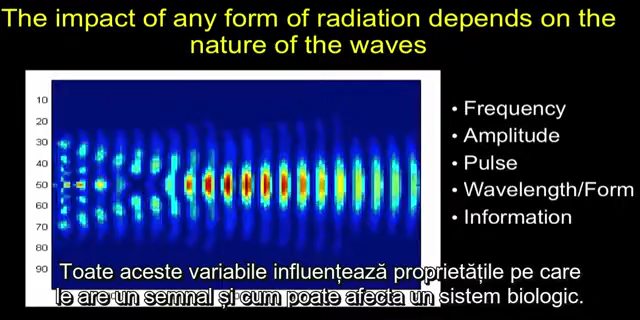 The impact of any form of radiation depends on the
nature of the waves
10
20
30
40
50
60
70
80
90
• Frequency
• Amplitude
• Pulse
• Wavelength/Form
• Information
Toate aceste variabile influențează proprietățile pe care
le are un semnal și cum poate afecta un sistem biologic.